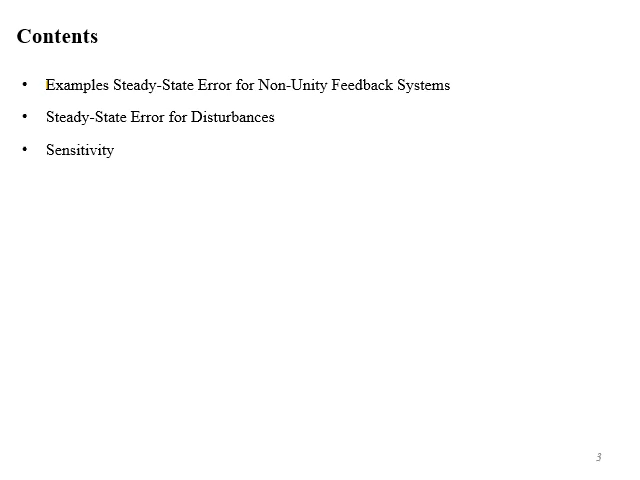 Contents
• Examples Steady-State Error for Non-Unity Feedback Systems
• Steady-State Error for Disturbances
• Sensitivity
3